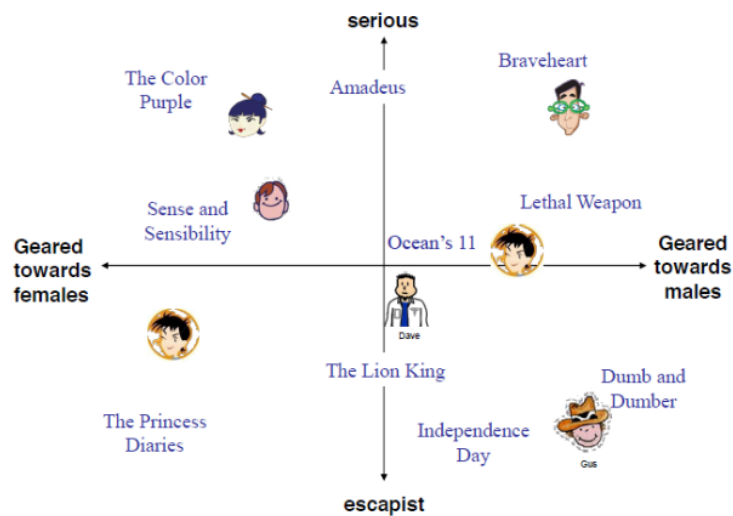 serious
Braveheart
The Color
Purple
Amadeus
Lethal Weapon
Sense and
Sensibility
Ocean's 11
Geared
towards
females
Geared
towards
males
Dave
The Lion King
Dumb and
Dumber
The Princess
Diaries
Independence
Day
Gus
escapist